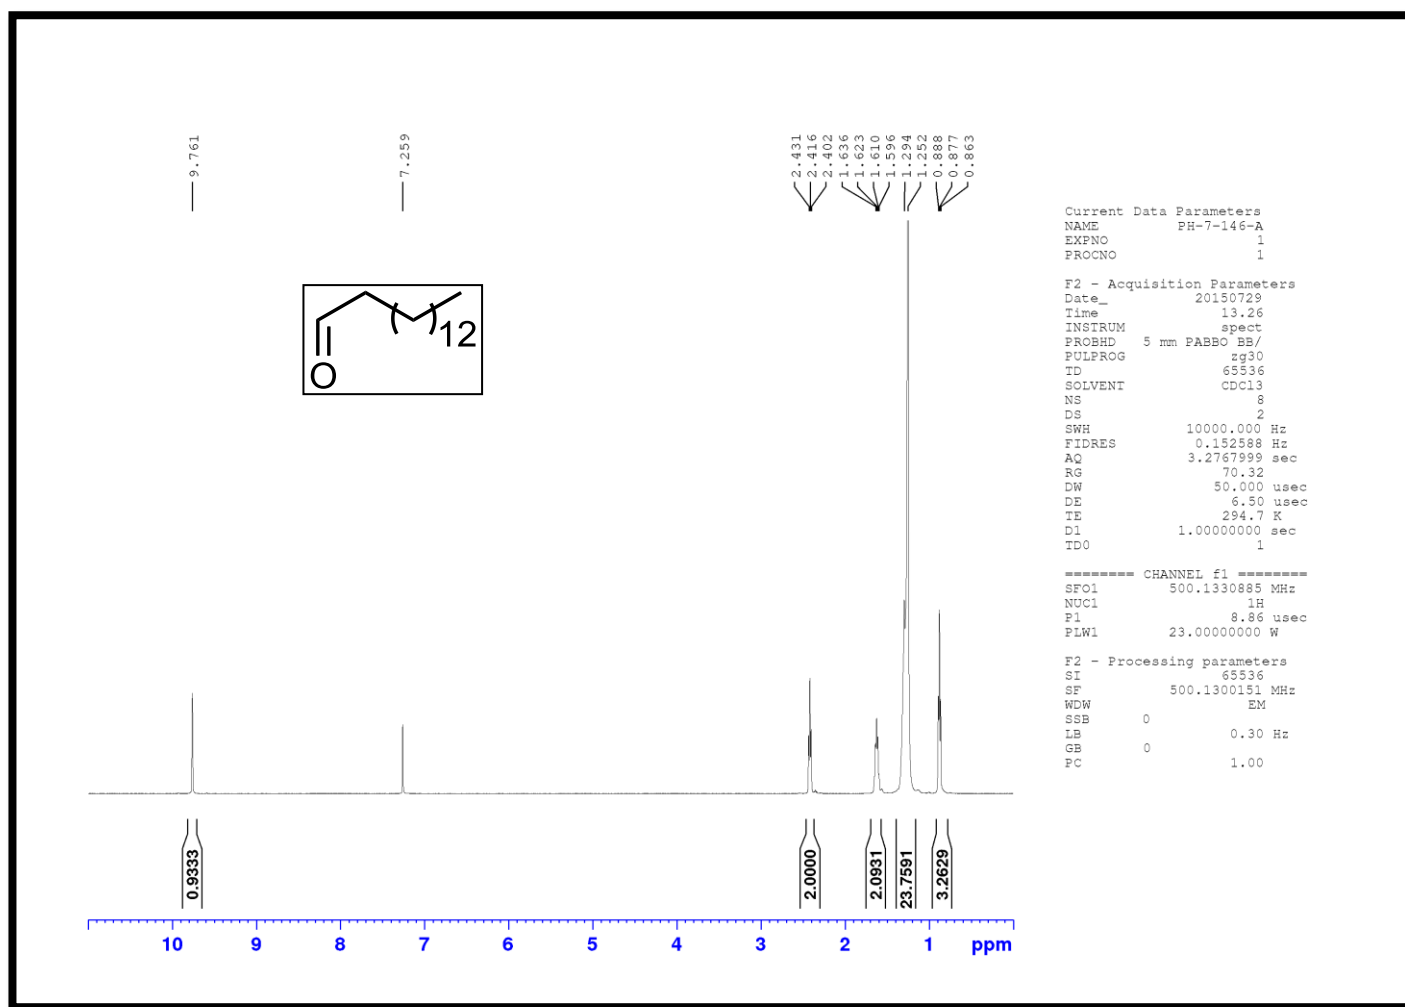 9.761
7.259
2.431
2.416
2.402
1.636
1.623
1.610
1.596
1.294
1.252
0.888
0.877
0.863
O
12
Current Data Parameters
NAME PH-7-146-A
EXPNO 1
PROCNO 1
F2 - Acquisition Parameters
Date_ 20150729
Time 13.26
INSTRUM spect
PROBHD 5 mm PABBO BB/
PULPROG zg30
TD 65536
SOLVENT CDCl3
NS 8
DS 2
SWH 10000.000 Hz
FIDRES 0.152588 Hz
AQ 3.2767999 sec
RG 70.32
DW 50.000 usec
DE 6.50 usec
TE 294.7 K
D1 1.00000000 sec
TD0 1
======== CHANNEL f1 ========
SFO1 500.1330885 MHz
NUC1 1H
P1 8.86 usec
PLW1 23.00000000 W
F2 - Processing parameters
SI 65536
SF 500.1300151 MHz
WDW EM
SSB 0
LB 0.30 Hz
GB 0
PC 1.00
0.9333
2.0000
2.0931
23.7591
3.2629
10 9 8 7 6 5 4 3 2 1 ppm